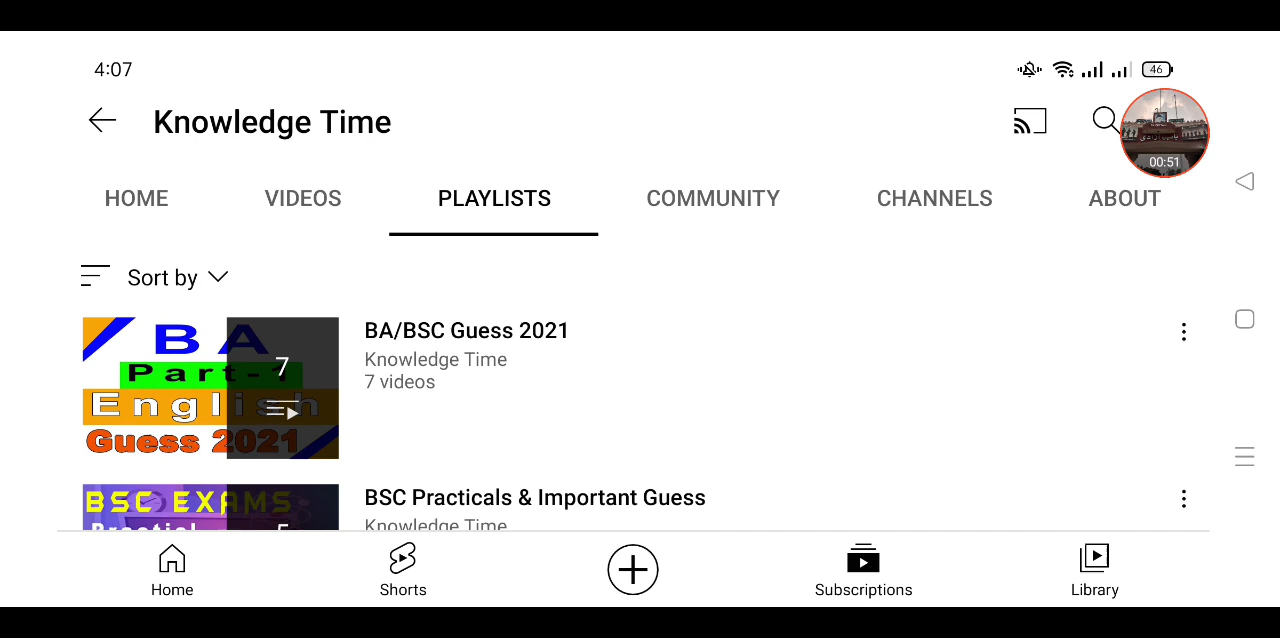 4:07
46
Knowledge Time
00:51
HOME VIDEOS PLAYLISTS COMMUNITY CHANNELS ABOUT
Sort by
BA
Part-1
English
Guess 2021
7
BA/BSC Guess 2021
Knowledge Time
7 videos
BSC EXAMS
5
BSC Practicals & Important Guess
Knowledge Time
Home Shorts Subscriptions Library